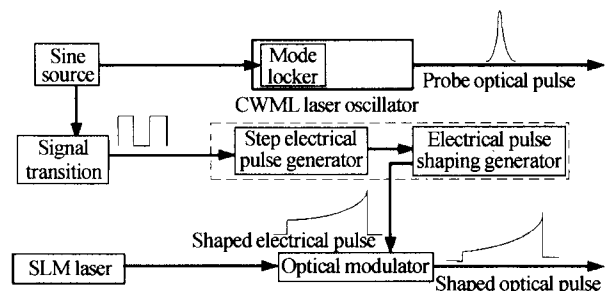 Sine
source
Mode
locker
Probe optical pulse
CWML laser oscillator
Signal
transition
Step electrical
pulse generator
Electrical pulse
shaping generator
Shaped electrical pulse
SLM laser
Optical modulator
Shaped optical pulse